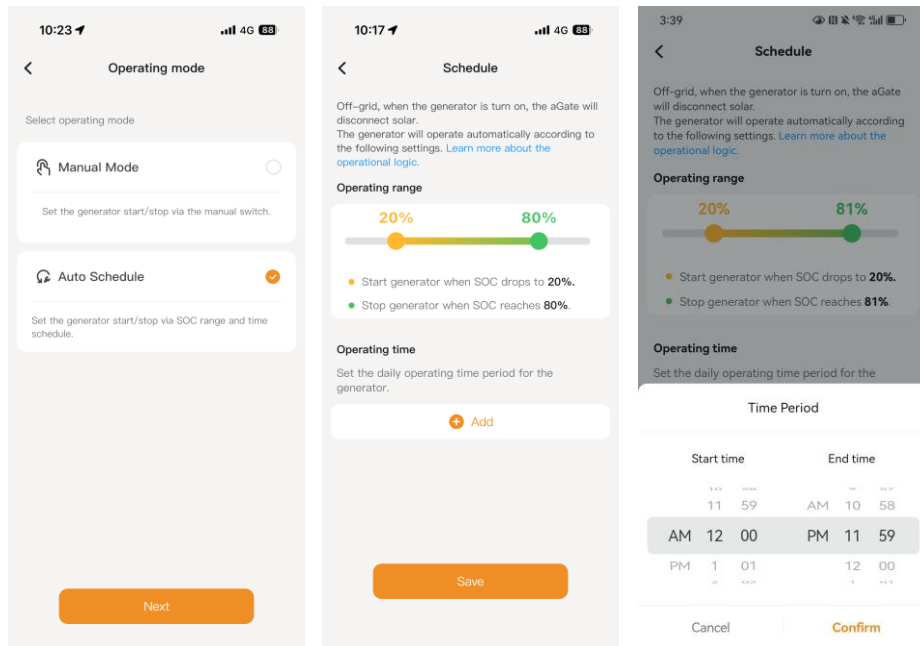 10:23
4G 88
Operating mode
Select operating mode
Manual Mode
Set the generator start/stop via the manual switch.
Auto Schedule
Set the generator start/stop via SOC range and time
schedule.
Next
10:17
4G 88
Schedule
Off-grid, when the generator is turn on, the aGate will
disconnect solar.
The generator will operate automatically according to
the following settings. Learn more about the
operational logic.
Operating range
20% 80%
Start generator when SOC drops to 20%.
Stop generator when SOC reaches 80%.
Operating time
Set the daily operating time period for the
generator.
Add
Save
3:39
Schedule
Off-grid, when the generator is turn on, the aGate
will disconnect solar.
The generator will operate automatically according
to the following settings. Learn more about the
operational logic.
Operating range
20% 81%
Start generator when SOC drops to 20%.
Stop generator when SOC reaches 81%.
Operating time
Set the daily operating time period for the
Time Period
Start time End time
11 59 AM 10 58
AM 12 00 PM 11 59
PM 1 01 12 00
Cancel Confirm